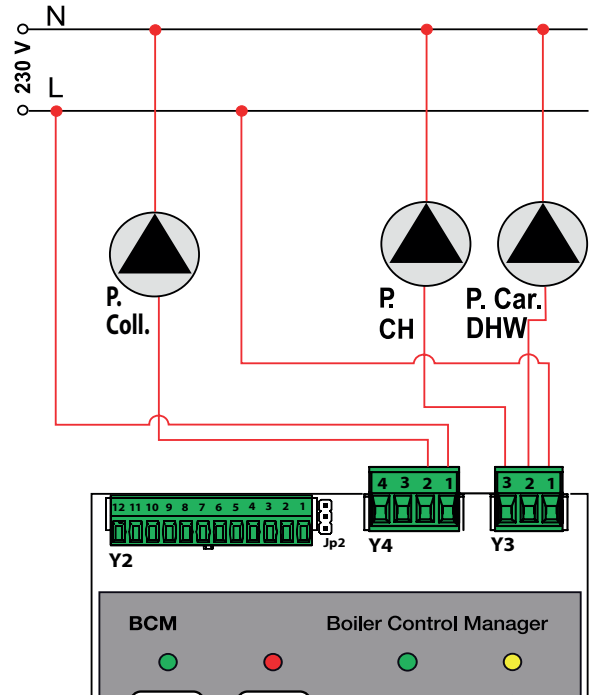 N
230 V
L
P.
Coll.
P.
CH
P. Car.
DHW
4 3 2 1
3 2 1
12 11 10 9 8 7 6 5 4 3 2 1
Jp2
Y4
Y3
Y2
BCM
Boiler Control Manager